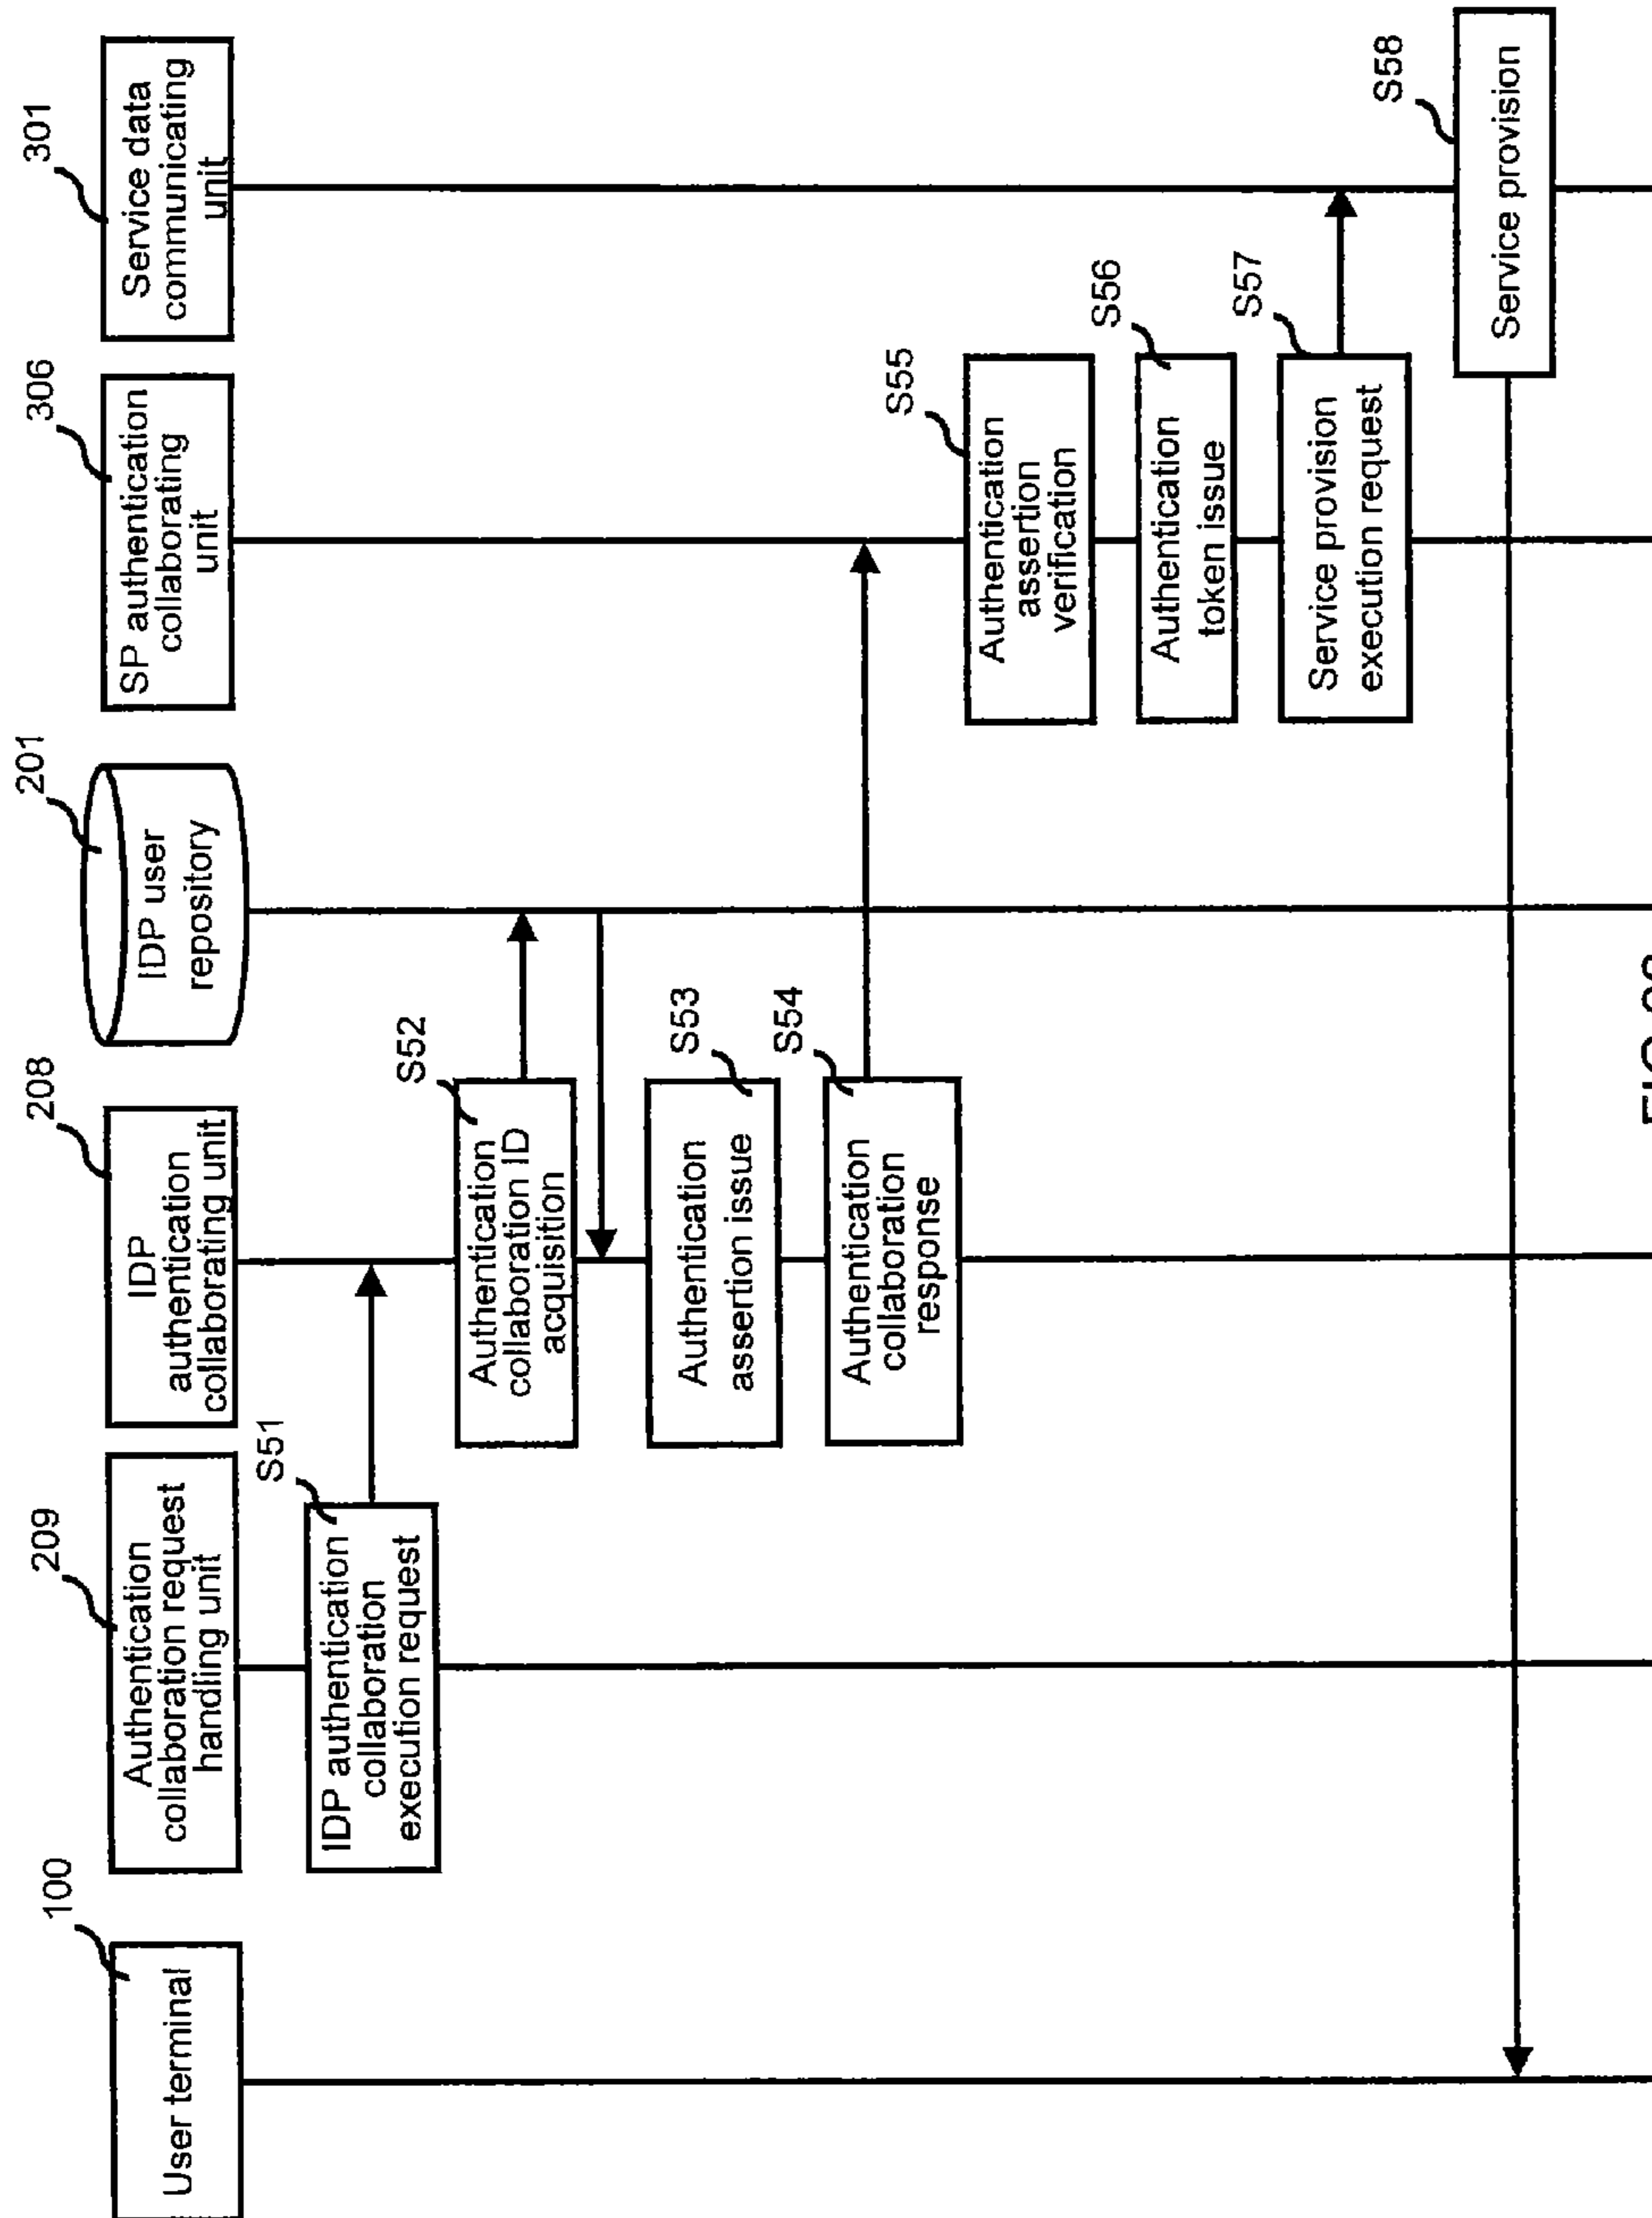 100
User terminal
209
Authentication
collaboration request
handling unit
208
IDP
authentication
collaborating unit
201
IDP user
repository
306
SP authentication
collaborating
unit
301
Service data
communicating
unit
S51
IDP authentication
collaboration
execution request
S52
Authentication
collaboration ID
acquisition
S53
Authentication
assertion issue
S54
Authentication
collaboration
response
S55
Authentication
assertion
verification
S56
Authentication
token issue
S57
Service provision
execution request
S58
Service provision